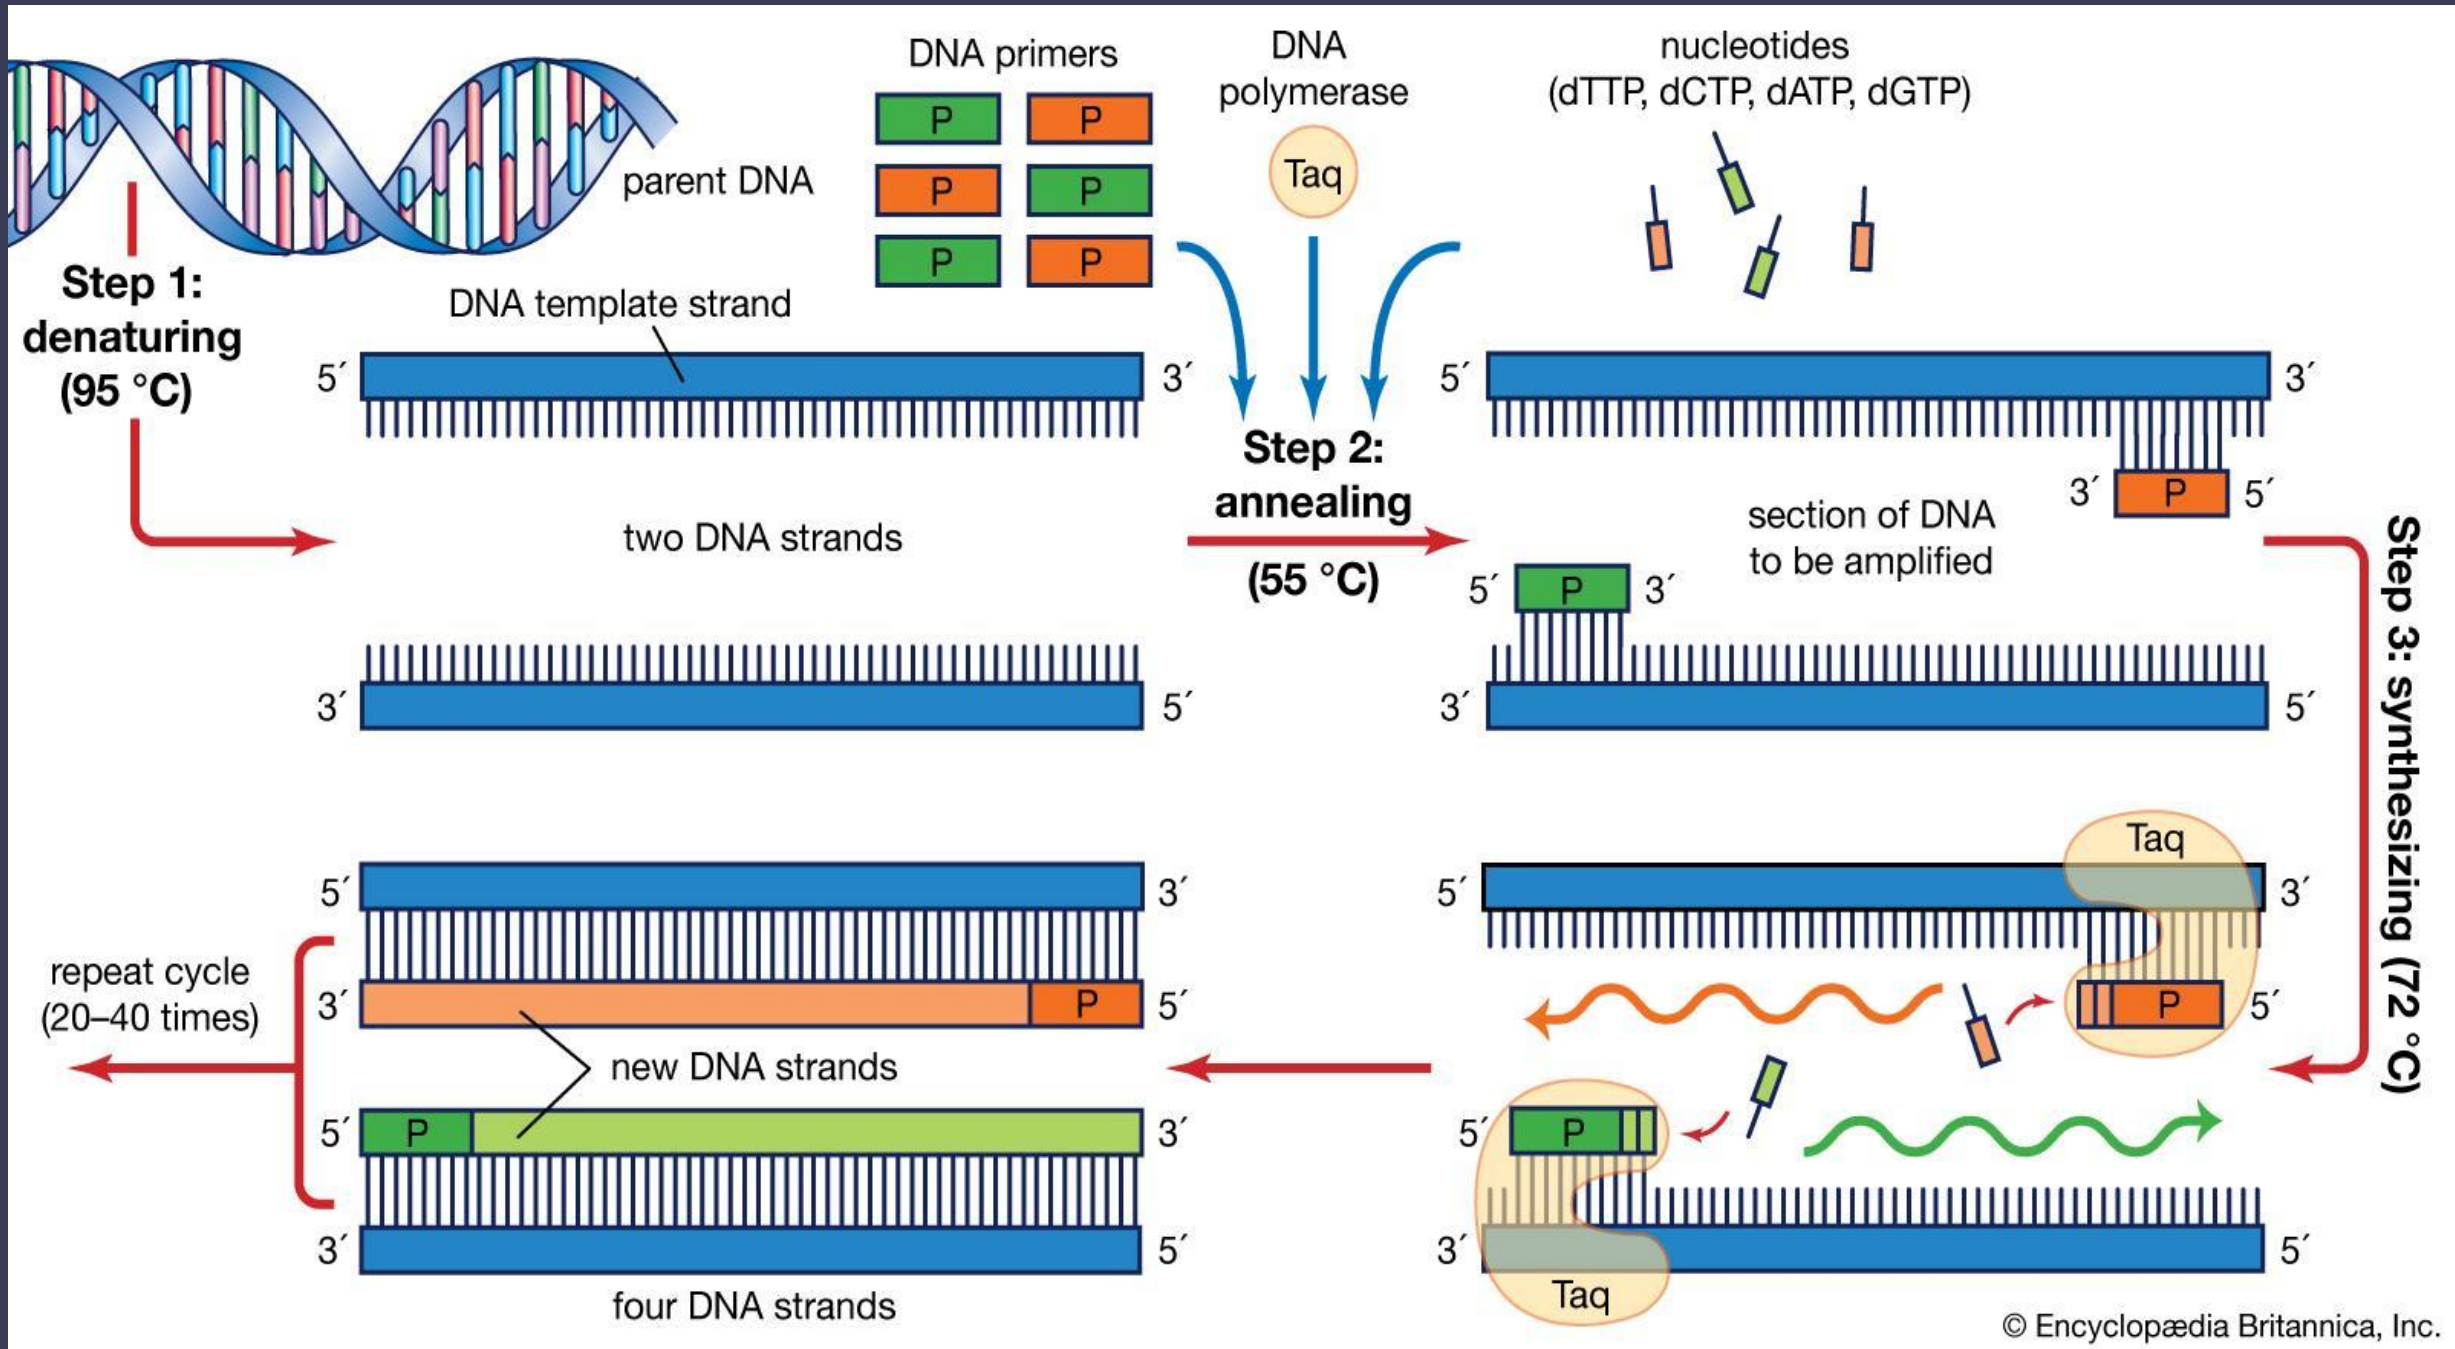 DNA primers
DNA
polymerase
nucleotides
(dTTP, dCTP, dATP, dGTP)
P
P
P
P
P
P
Taq
parent DNA
Step 1:
denaturing
(95 °C)
DNA template strand
5′
3′
two DNA strands
3′
5′
Step 2:
annealing
(55 °C)
5′
3′
3′
P
5′
section of DNA
to be amplified
5′
P
3′
3′
5′
Step 3: synthesizing (72 °C)
Taq
5′
3′
P
5′
5′
P
3′
5′
Taq
5′
3′
3′
P
5′
new DNA strands
5′
P
3′
3′
5′
four DNA strands
repeat cycle
(20–40 times)
© Encyclopædia Britannica, Inc.